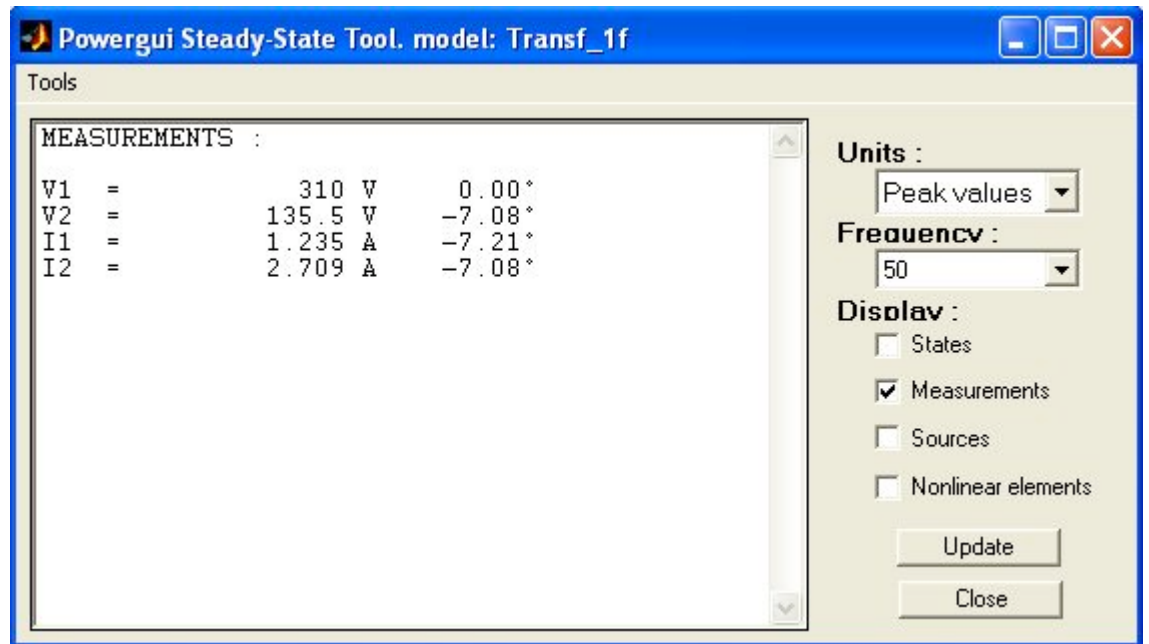 Powergui Steady-State Tool. model: Transf_1f
Tools
MEASUREMENTS :
V1 = 310 V 0.00°
V2 = 135.5 V −7.08°
I1 = 1.235 A −7.21°
I2 = 2.709 A −7.08°
Units :
Peak values
Frequency :
50
Display :
States
Measurements
Sources
Nonlinear elements
Update
Close